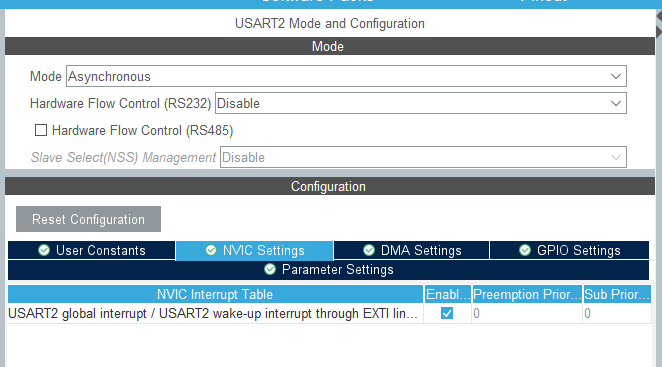 USART2 Mode and Configuration
Mode
Mode Asynchronous
Hardware Flow Control (RS232) Disable
Hardware Flow Control (RS485)
Slave Select(NSS) Management Disable
Configuration
Reset Configuration
User Constants NVIC Settings DMA Settings GPIO Settings
Parameter Settings
NVIC Interrupt Table Enabl... Preemption Prior... Sub Prior...
USART2 global interrupt / USART2 wake-up interrupt through EXTI lin... 0 0